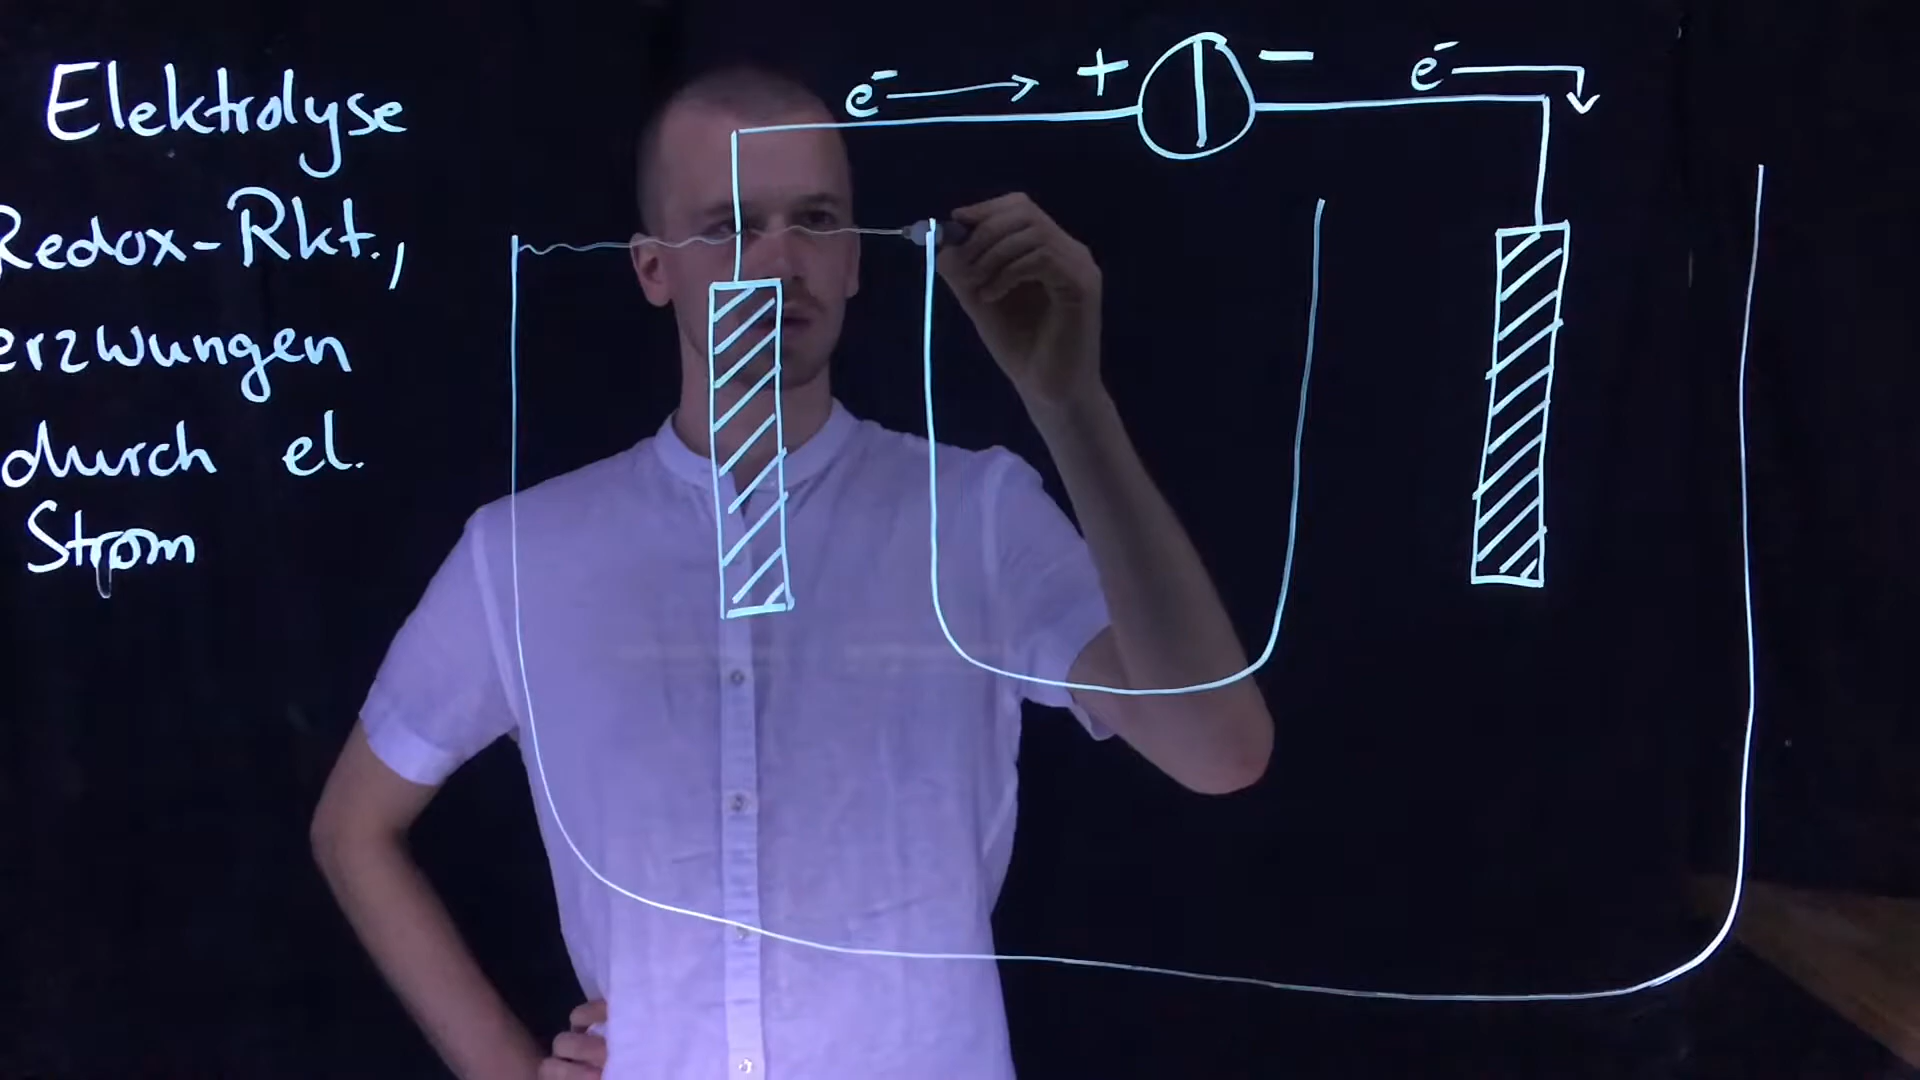 Elektrolyse
Redox-Rkt.,
erzwungen
durch el.
Strom
e⁻ → + − e⁻